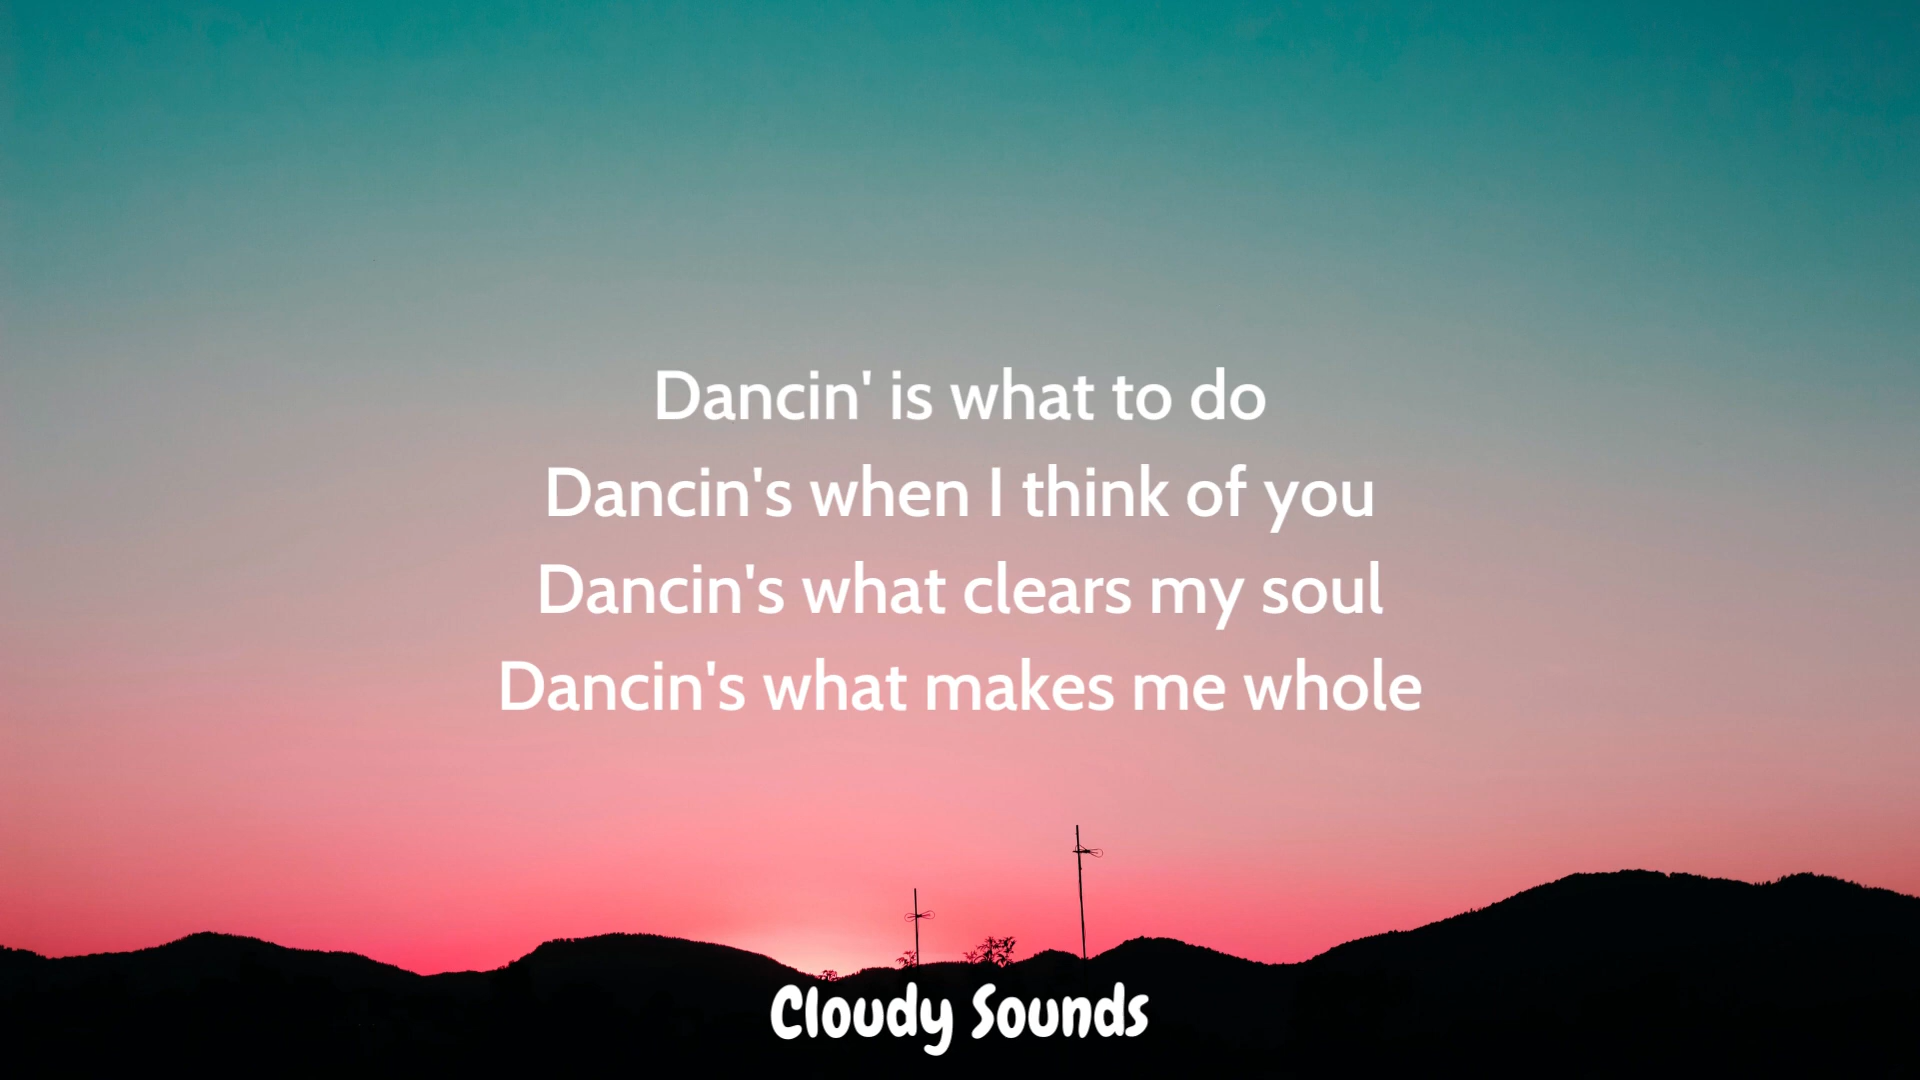 Dancin' is what to do
Dancin's when I think of you
Dancin's what clears my soul
Dancin's what makes me whole
Cloudy Sounds